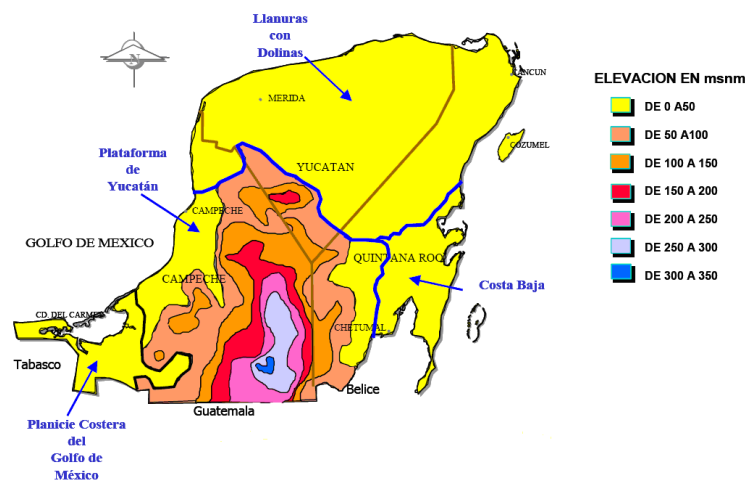 Llanuras
con
Dolinas
N
CANCUN
MERIDA
COZUMEL
Plataforma
de
Yucatán
YUCATAN
CAMPECHE
GOLFO DE MEXICO
QUINTANA ROO
CAMPECHE
Costa Baja
CD. DEL CARMEN
CHETUMAL
Tabasco
Belice
Guatemala
Planicie Costera
del
Golfo de
México
ELEVACION EN msnm
DE 0 A50
DE 50 A100
DE 100 A 150
DE 150 A 200
DE 200 A 250
DE 250 A 300
DE 300 A 350